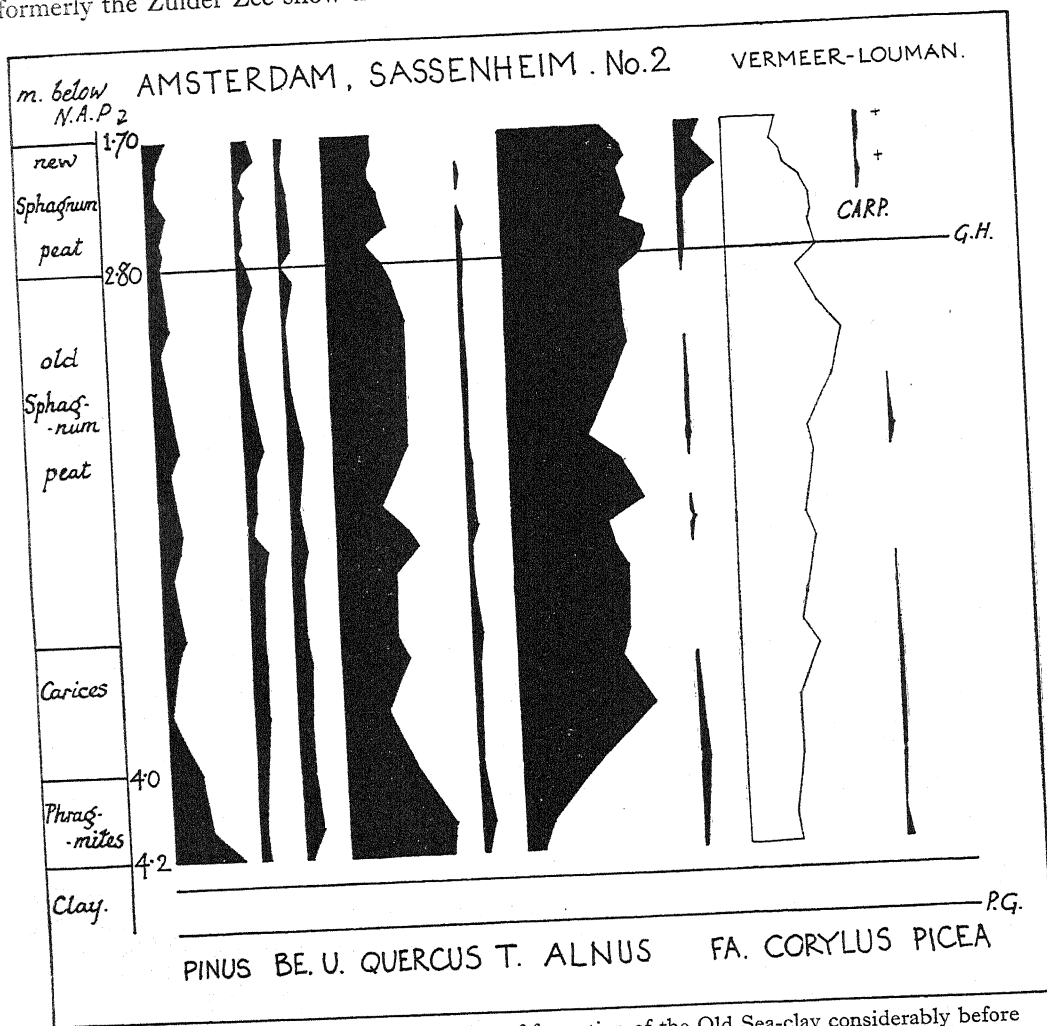 formerly the Zuider Zee show
AMSTERDAM, SASSENHEIM. No.2
VERMEER-LOUMAN.
m. below
N.A.P 2
1·70
new
Sphagnum
peat
2·80
old
Sphag-
-num
peat
Carices
4·0
Phrag-
-mites
4·2
Clay.
+
+
CARP.
G.H.
P.G.
PINUS BE. U. QUERCUS T. ALNUS FA. CORYLUS PICEA
of the Old Sea-clay considerably before